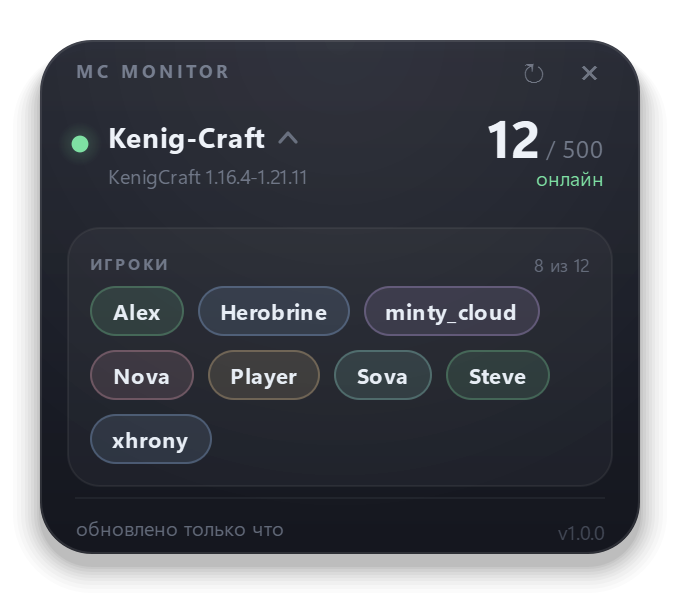 MC MONITOR
Kenig-Craft
12 / 500
KenigCraft 1.16.4-1.21.11
онлайн
ИГРОКИ
8 из 12
Alex Herobrine minty_cloud
Nova Player Sova Steve
xhrony
обновлено только что
v1.0.0